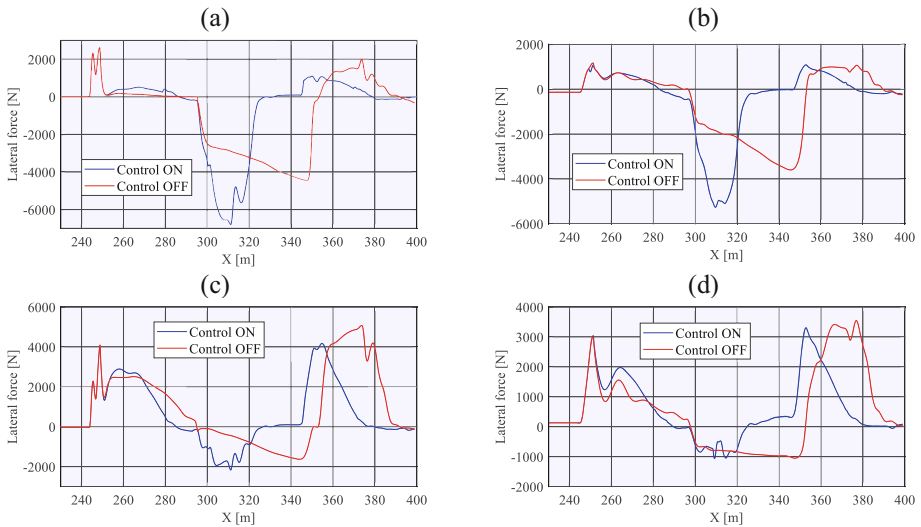 (a)
Lateral force [N]
2000
0
-2000
-4000
-6000
Control ON
Control OFF
240 260 280 300 320 340 360 380 400
X [m]
(b)
Lateral force [N]
2000
0
-2000
-4000
-6000
Control ON
Control OFF
240 260 280 300 320 340 360 380 400
X [m]
(c)
Lateral force [N]
6000
4000
2000
0
-2000
Control ON
Control OFF
240 260 280 300 320 340 360 380 400
X [m]
(d)
Lateral force [N]
4000
3000
2000
1000
0
-1000
-2000
Control ON
Control OFF
240 260 280 300 320 340 360 380 400
X [m]